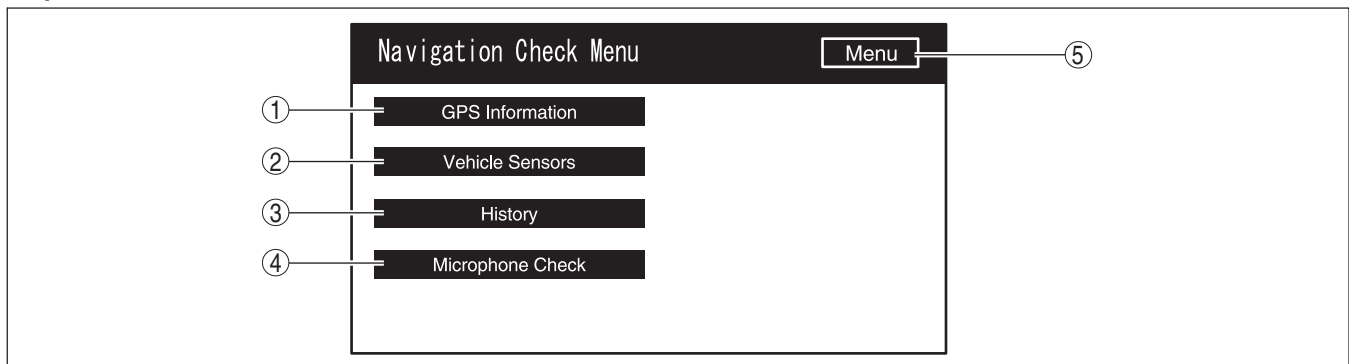 Navigation Check Menu
Menu
⑤
① GPS Information
② Vehicle Sensors
③ History
④ Microphone Check